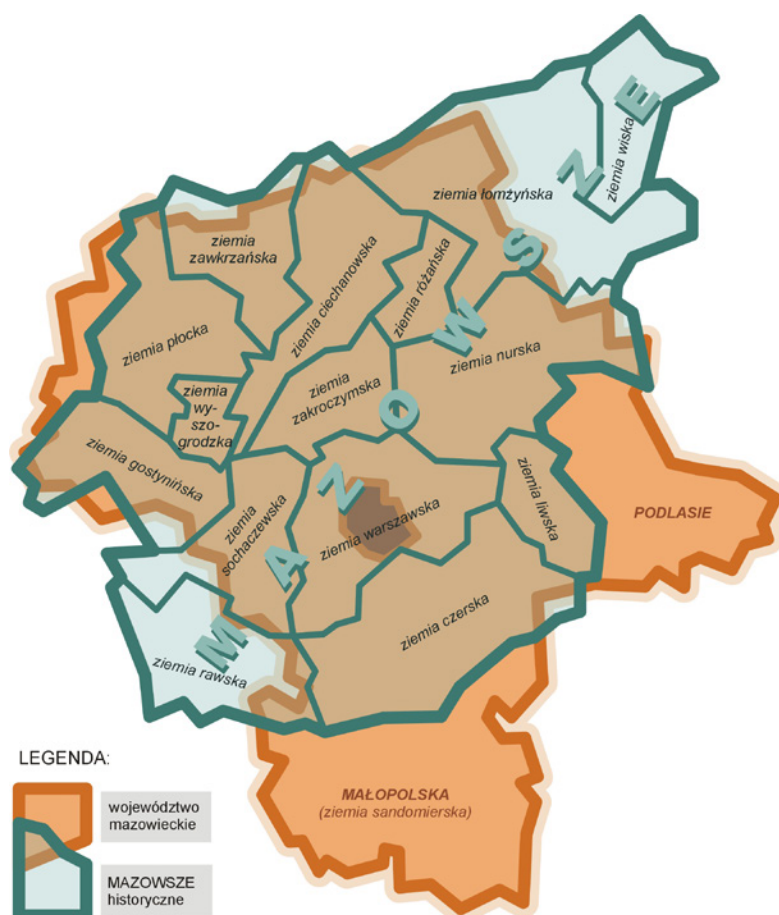 MAZOWSZE
ziemia wiska
ziemia łomżyńska
ziemia
zawkrzańska
ziemia ciechanowska
ziemia różańska
ziemia płocka
ziemia nurska
ziemia
zakroczymska
ziemia
wy-
szo-
grodzka
ziemia gostynińska
ziemia
sochaczewska
ziemia warszawska
ziemia liwska
PODLASIE
ziemia czerska
ziemia rawska
MAŁOPOLSKA
(ziemia sandomierska)
LEGENDA:
województwo
mazowieckie
MAZOWSZE
historyczne